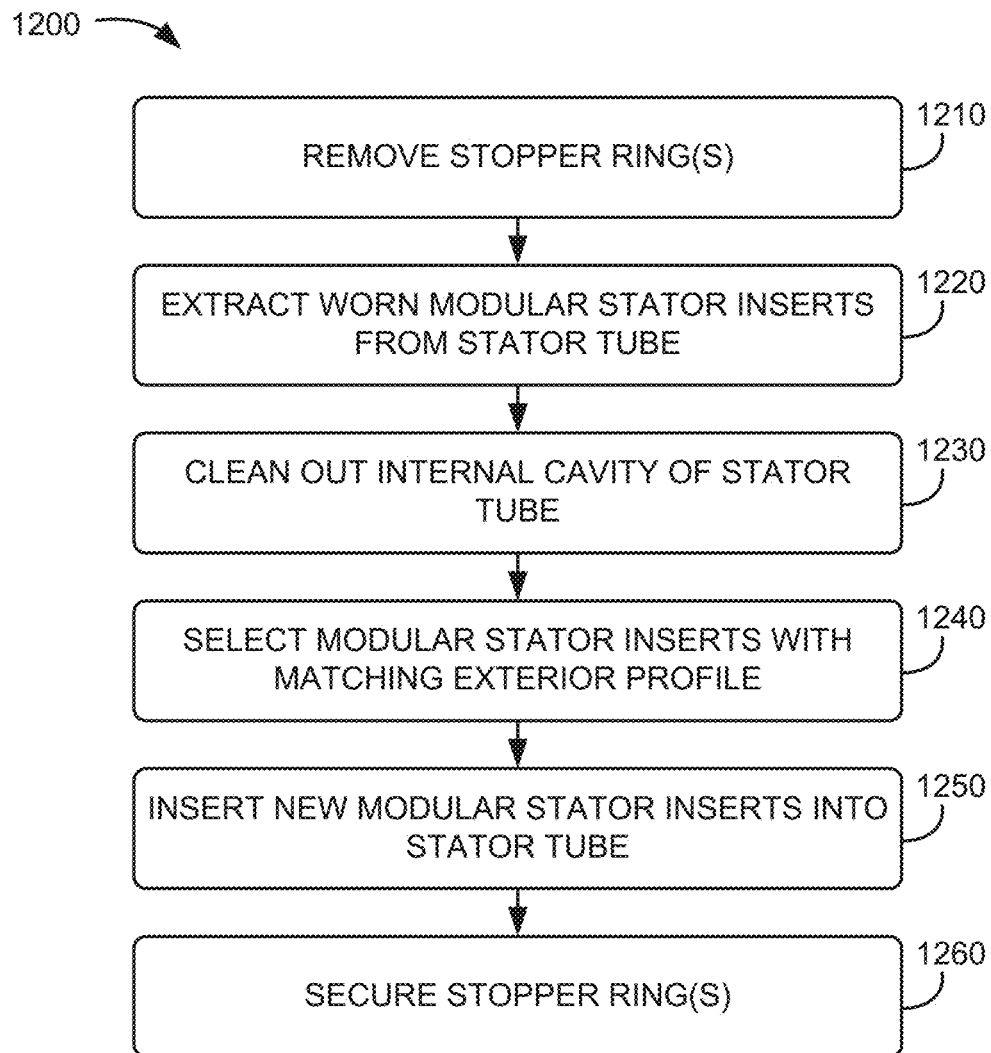 1200
1210
REMOVE STOPPER RING(S)
1220
EXTRACT WORN MODULAR STATOR INSERTS
FROM STATOR TUBE
1230
CLEAN OUT INTERNAL CAVITY OF STATOR
TUBE
1240
SELECT MODULAR STATOR INSERTS WITH
MATCHING EXTERIOR PROFILE
1250
INSERT NEW MODULAR STATOR INSERTS INTO
STATOR TUBE
1260
SECURE STOPPER RING(S)